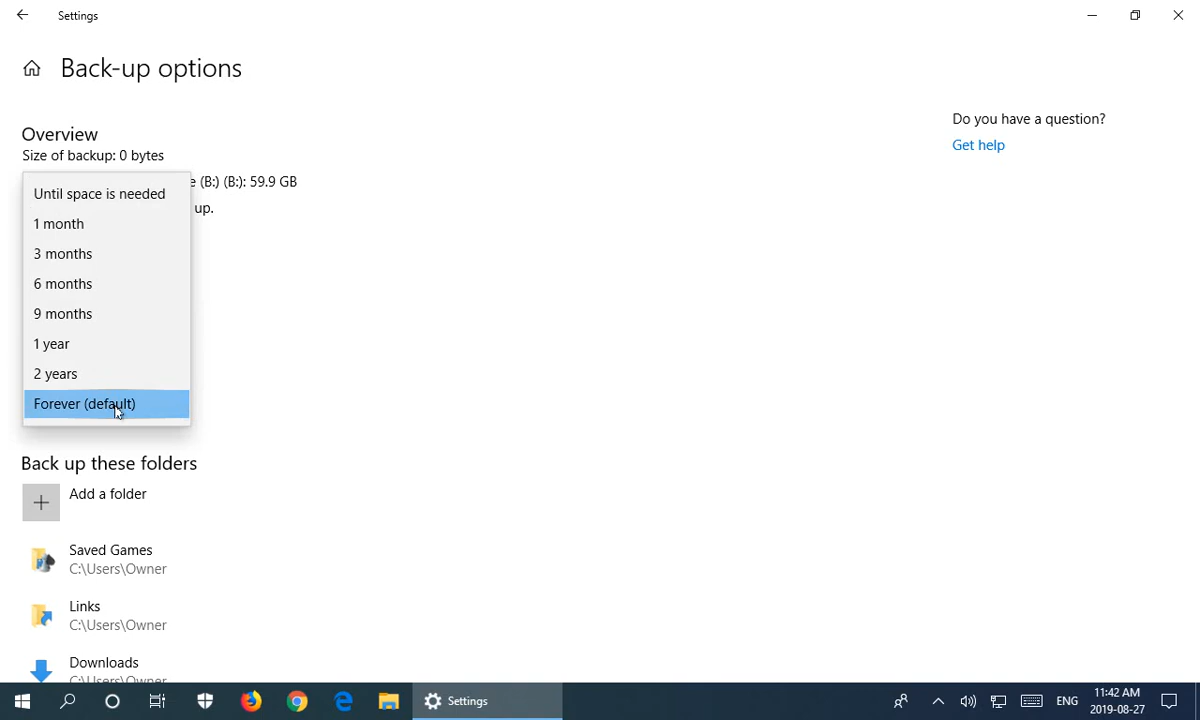 Settings
Back-up options
Overview
Size of backup: 0 bytes
Do you have a question?
Get help
e (B:) (B:): 59.9 GB
up.
Until space is needed
1 month
3 months
6 months
9 months
1 year
2 years
Forever (default)
Back up these folders
Add a folder
Saved Games
C:\Users\Owner
Links
C:\Users\Owner
Downloads
C:\Users\Owner
Settings
ENG
11:42 AM
2019-08-27